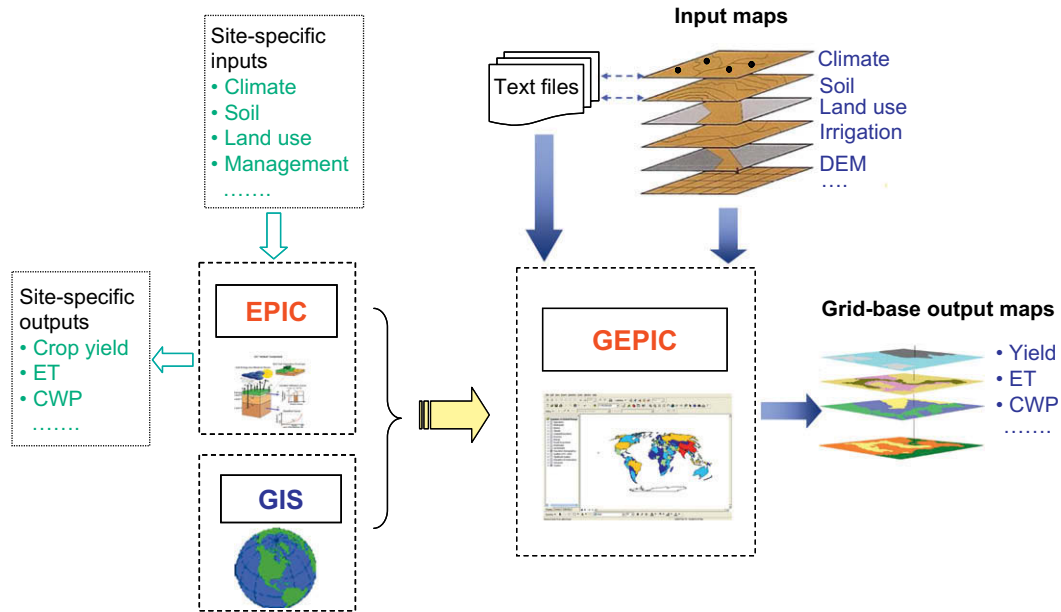 Site-specific
inputs
• Climate
• Soil
• Land use
• Management
.......
Site-specific
outputs
• Crop yield
• ET
• CWP
.......
EPIC
GIS
Text files
Input maps
Climate
Soil
Land use
Irrigation
DEM
....
GEPIC
Grid-base output maps
• Yield
• ET
• CWP
.......